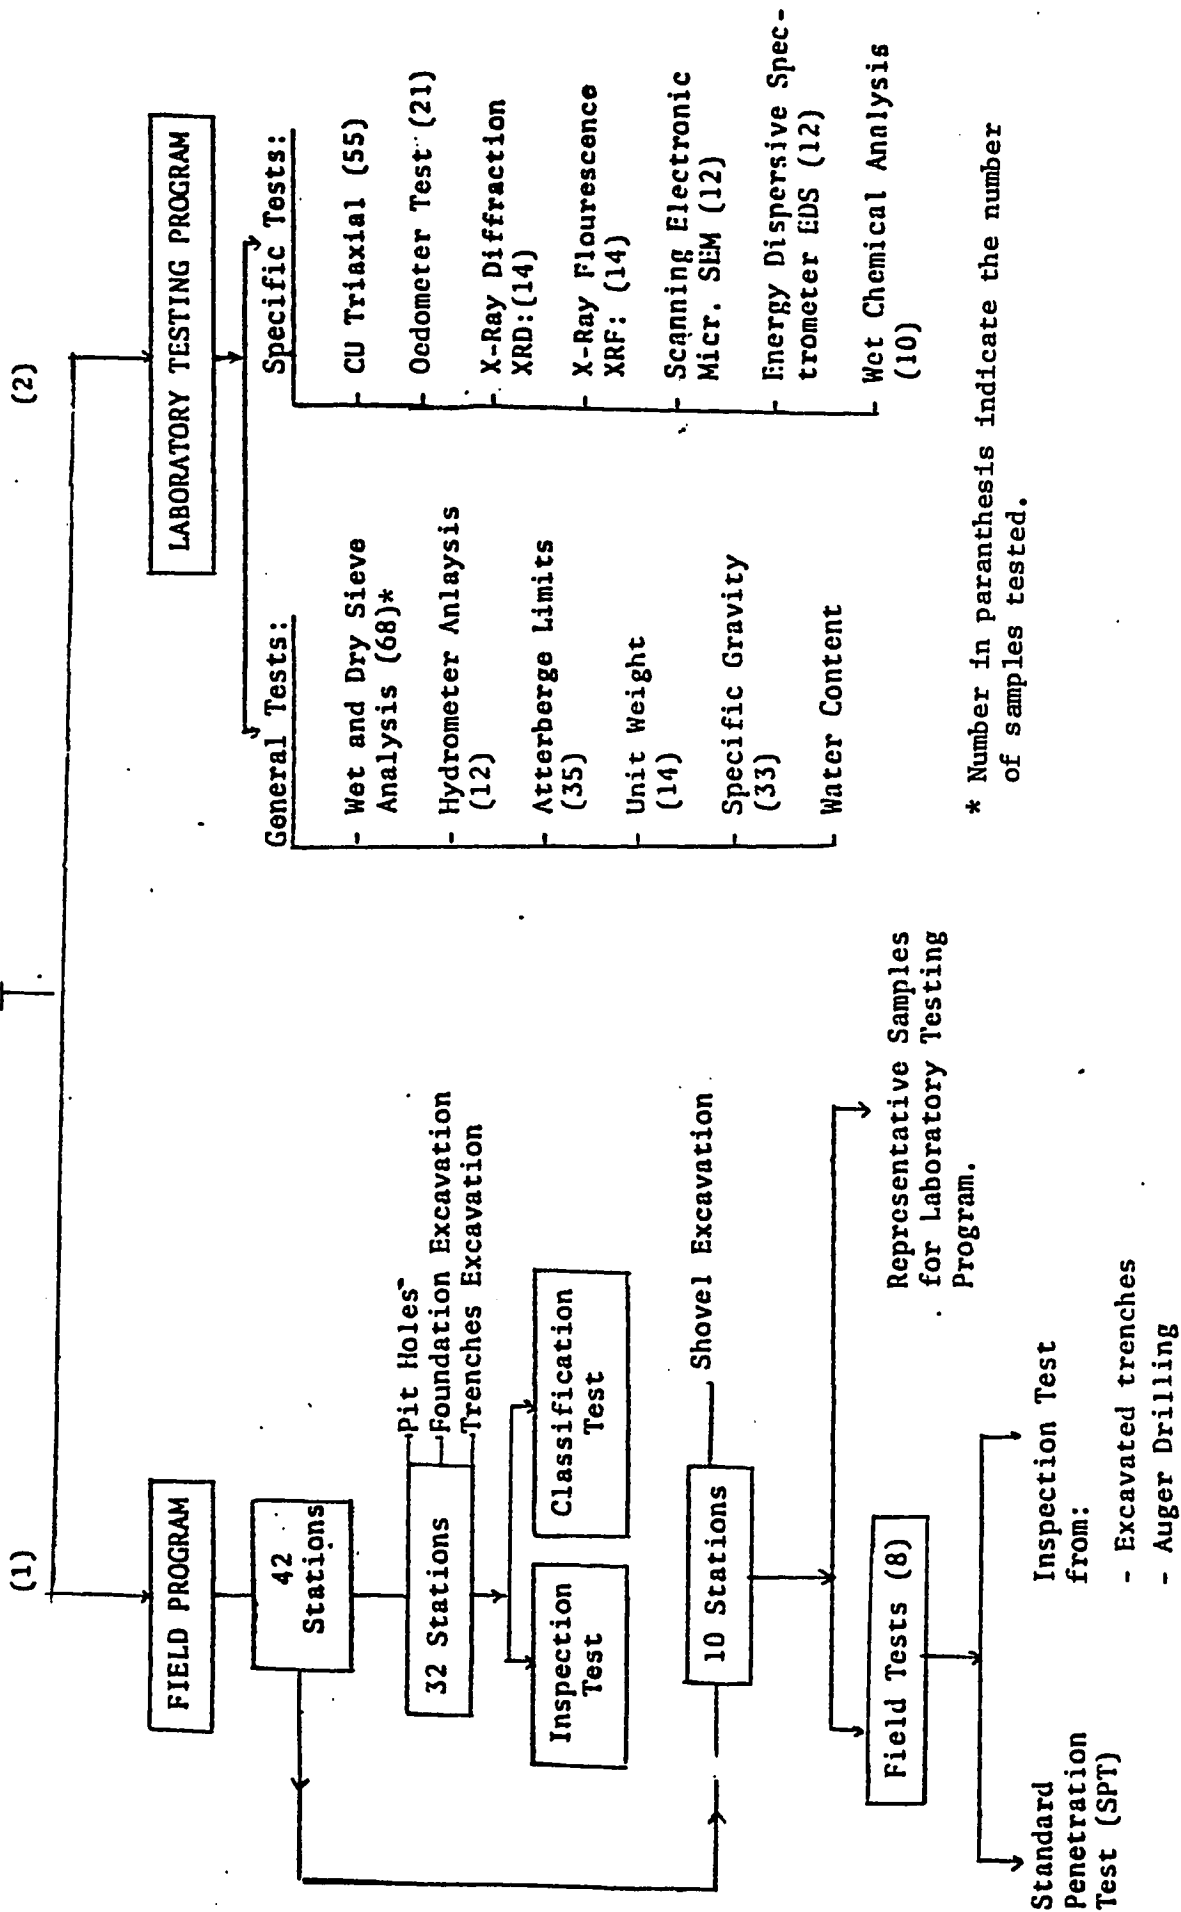 (1)
FIELD PROGRAM
42
Stations
32 Stations
Pit Holes
Foundation Excavation
Trenches Excavation
Inspection
Test
Classification
Test
10 Stations
Shovel Excavation
Field Tests (8)
Representative Samples
for Laboratory Testing
Program.
Standard
Penetration
Test (SPT)
Inspection Test
from:
- Excavated trenches
- Auger Drilling
(2)
LABORATORY TESTING PROGRAM
General Tests:
- Wet and Dry Sieve
Analysis (68)*
- Hydrometer Anlaysis
(12)
Atterberge Limits
(35)
Unit Weight
(14)
Specific Gravity
(33)
Water Content
Specific Tests:
CU Triaxial (55)
Oedometer Test (21)
X-Ray Diffraction
XRD:(14)
X-Ray Flourescence
XRF: (14)
Scanning Electronic
Micr. SEM (12)
Energy Dispersive Spec-
trometer EDS (12)
Wet Chemical Analysis
(10)
* Number in paranthesis indicate the number
of samples tested.